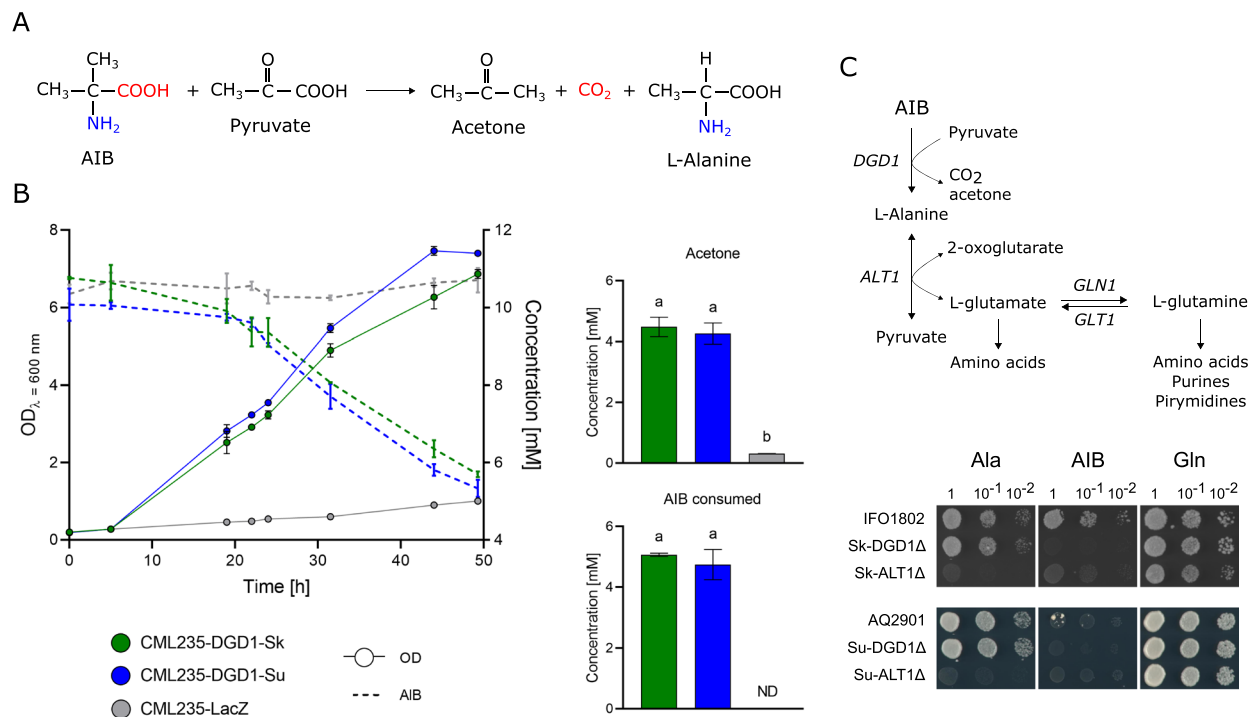 A
CH3 O O H
CH3 C COOH + CH3 C COOH CH3 C CH3 + CO2 + CH3 C COOH
NH2 Pyruvate Acetone NH2
AIB L-Alanine
B
8 12
6 10
4 8
2 6
0 4
0 10 20 30 40 50
ODλ = 600 nm
Concentration [mM]
Time [h]
CML235-DGD1-Sk
CML235-DGD1-Su
CML235-LacZ
OD
AIB
Acetone
Concentration [mM]
6
4
2
0
a a b
AIB consumed
Concentration [mM]
6
4
2
0
a a ND
C
AIB
Pyruvate
DGD1
CO2
acetone
L-Alanine
2-oxoglutarate
ALT1
L-glutamate GLN1 L-glutamine
GLT1
Pyruvate
Amino acids Amino acids
Purines
Pirymidines
Ala AIB Gln
1 10-1 10-2 1 10-1 10-2 1 10-1 10-2
IFO1802
Sk-DGD1Δ
Sk-ALT1Δ
AQ2901
Su-DGD1Δ
Su-ALT1Δ